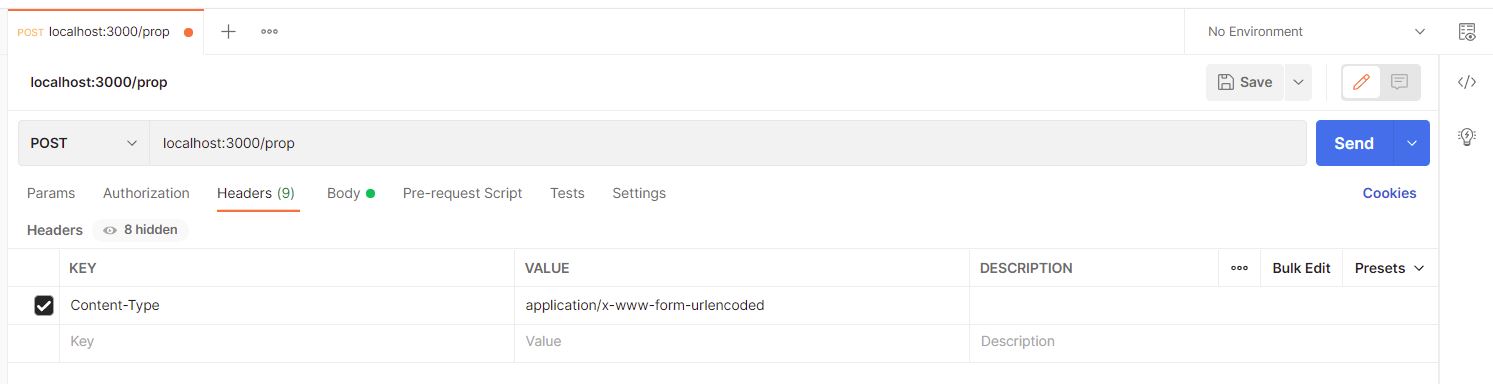 POST localhost:3000/prop
No Environment
localhost:3000/prop
Save
POST localhost:3000/prop Send
Params Authorization Headers (9) Body Pre-request Script Tests Settings Cookies
Headers 8 hidden
KEY VALUE DESCRIPTION Bulk Edit Presets
Content-Type application/x-www-form-urlencoded
Key Value Description